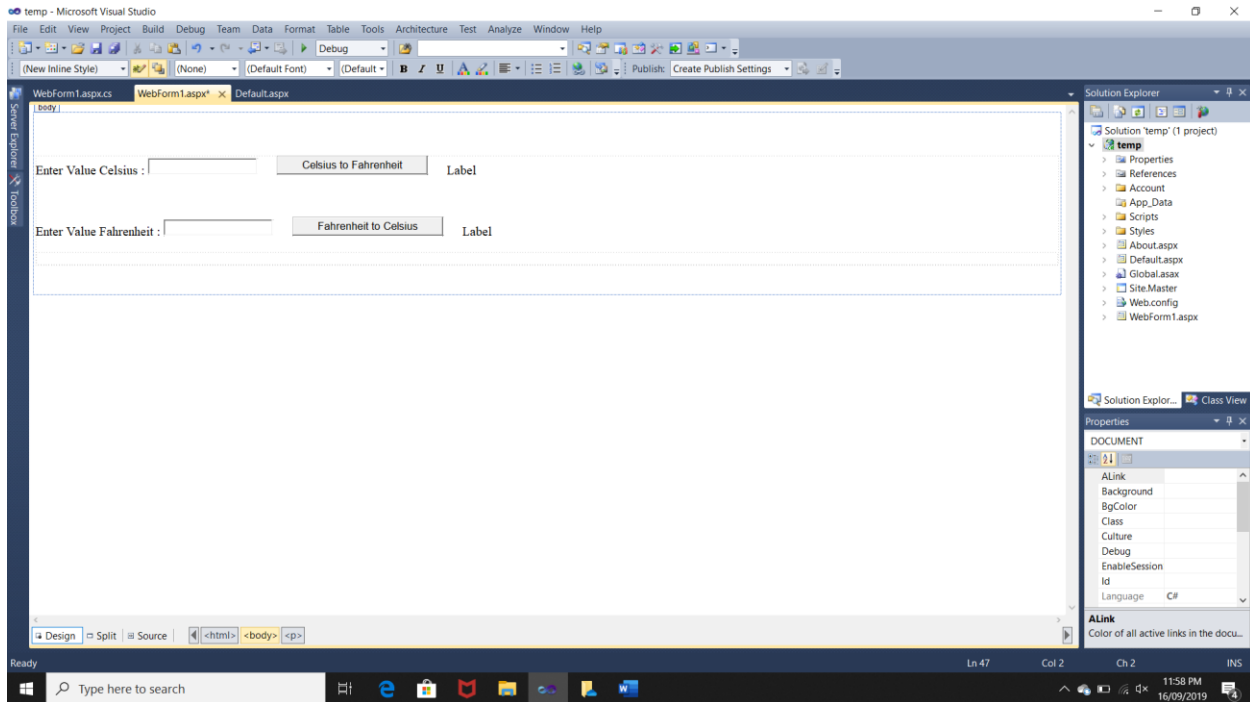 temp - Microsoft Visual Studio
File Edit View Project Build Debug Team Data Format Table Tools Architecture Test Analyze Window Help
Debug
(New Inline Style) (None) (Default Font) (Default B I U Publish: Create Publish Settings
WebForm1.aspx.cs WebForm1.aspx* Default.aspx
Server Explorer
Toolbox
body
Enter Value Celsius : Celsius to Fahrenheit Label
Enter Value Fahrenheit : Fahrenheit to Celsius Label
Design Split Source <html> <body> <p>
Solution Explorer
Solution 'temp' (1 project)
temp
Properties
References
Account
App_Data
Scripts
Styles
About.aspx
Default.aspx
Global.asax
Site.Master
Web.config
WebForm1.aspx
Solution Explor... Class View
Properties
DOCUMENT
ALink
Background
BgColor
Class
Culture
Debug
EnableSession
Id
Language C#
ALink
Color of all active links in the docu...
Ready Ln 47 Col 2 Ch 2 INS
Type here to search
11:58 PM
16/09/2019
4